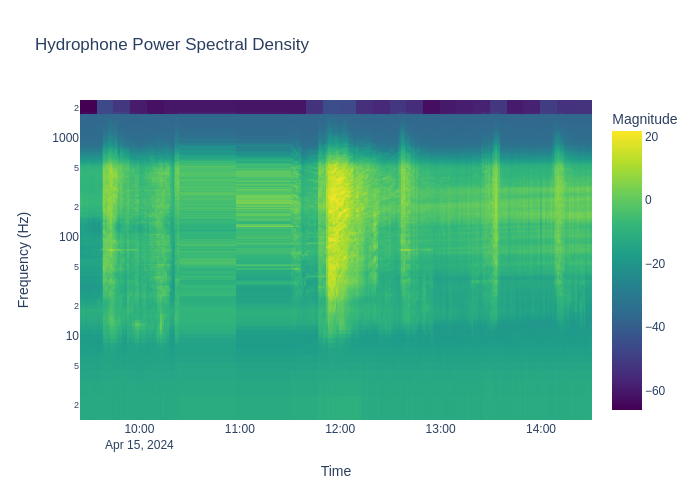 Hydrophone Power Spectral Density
Magnitude
2
1000
5
2
100
5
2
10
5
2
Frequency (Hz)
20
0
−20
−40
−60
10:00 11:00 12:00 13:00 14:00
Apr 15, 2024
Time